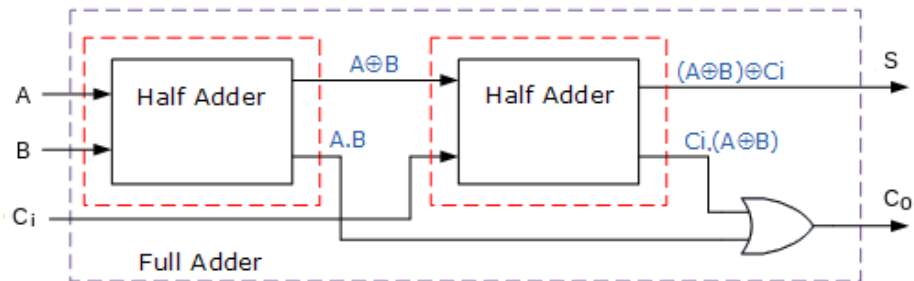 A
B
Ci
Half Adder
A⊕B
A.B
Half Adder
(A⊕B)⊕Ci
Ci.(A⊕B)
S
C0
Full Adder